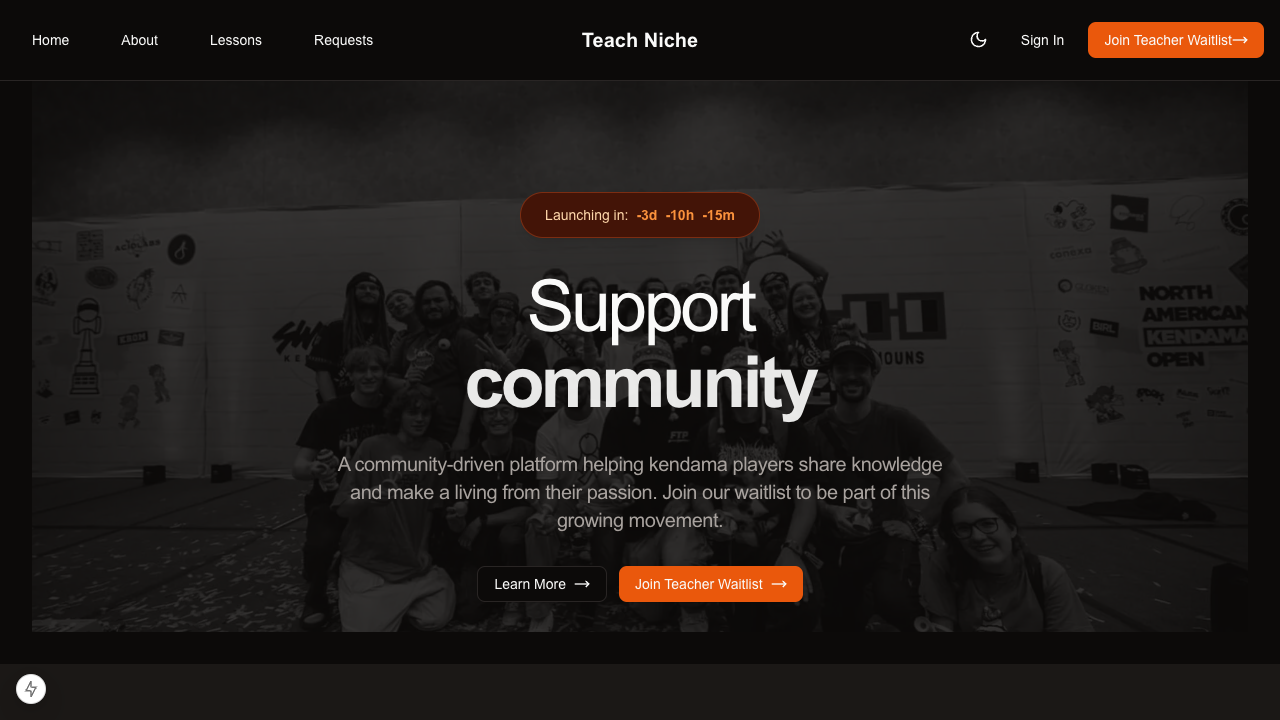 Home
About
Lessons
Requests
Teach Niche
Sign In
Join Teacher Waitlist
Launching in: -3d -10h -15m
Support
community
A community-driven platform helping kendama players share knowledge
and make a living from their passion. Join our waitlist to be part of this
growing movement.
Learn More
Join Teacher Waitlist
NORTH
AMERICAN
KENDAMA
OPEN
FTP